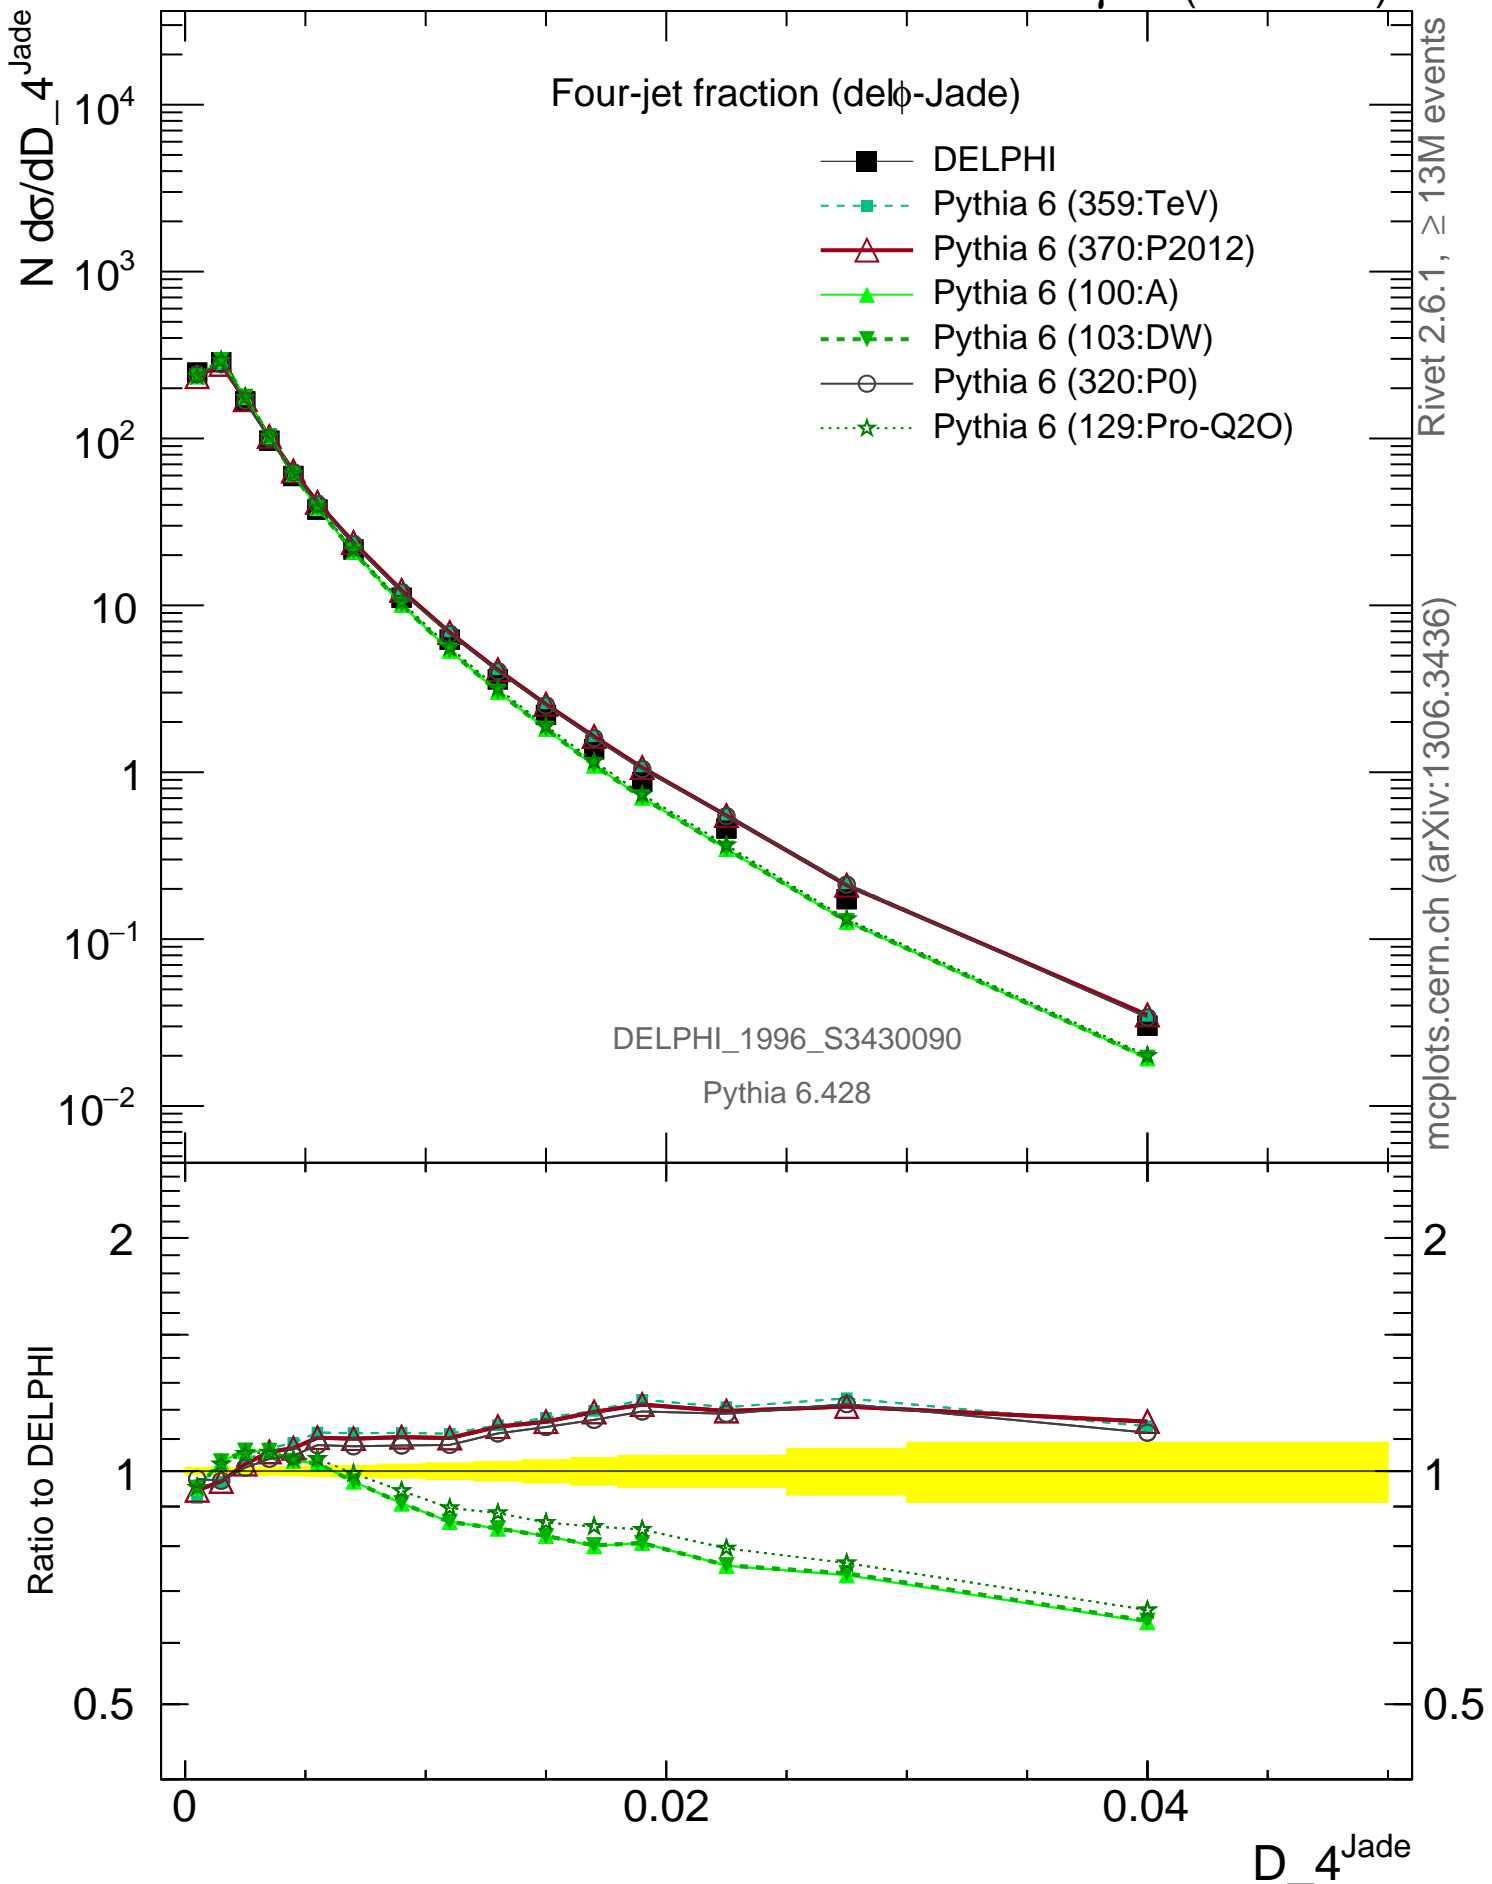 N dσ/dD_4^Jade
Four-jet fraction (delϕ-Jade)
DELPHI
Pythia 6 (359:TeV)
Pythia 6 (370:P2012)
Pythia 6 (100:A)
Pythia 6 (103:DW)
Pythia 6 (320:P0)
Pythia 6 (129:Pro-Q2O)
10^4
10^3
10^2
10
1
10^−1
10^−2
DELPHI_1996_S3430090
Pythia 6.428
Rivet 2.6.1, ≥ 13M events
mcplots.cern.ch (arXiv:1306.3436)
Ratio to DELPHI
2
1
0.5
2
1
0.5
0
0.02
0.04
D_4^Jade